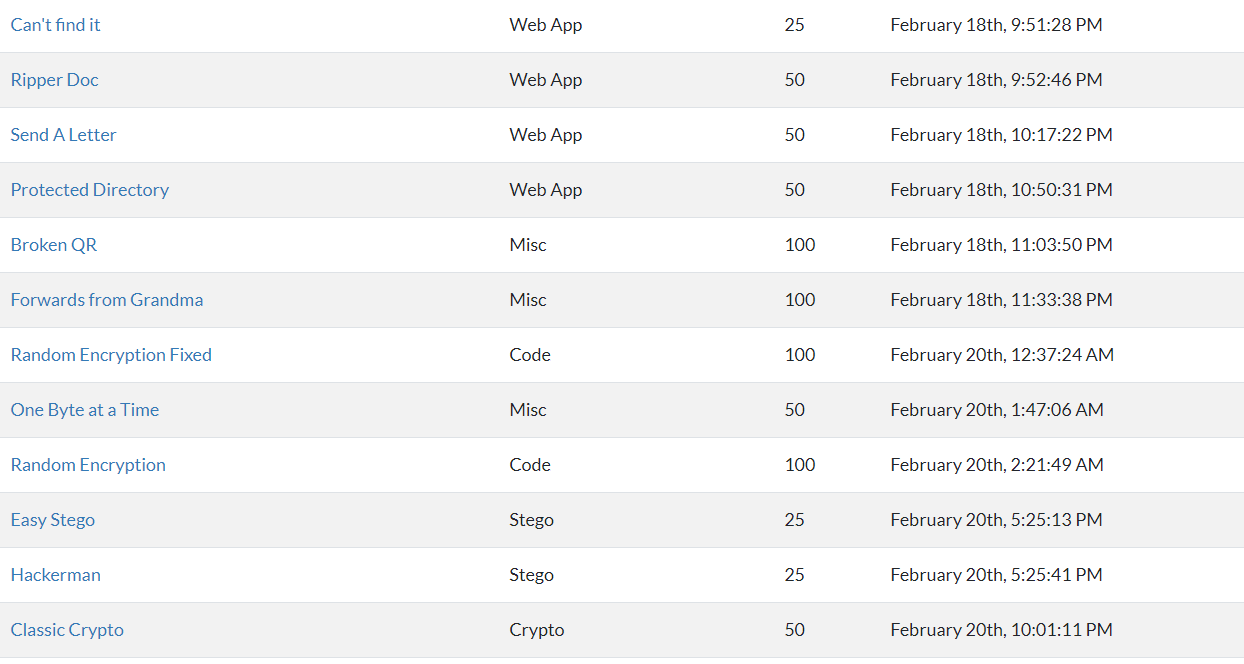 Can't find it Web App 25 February 18th, 9:51:28 PM
Ripper Doc Web App 50 February 18th, 9:52:46 PM
Send A Letter Web App 50 February 18th, 10:17:22 PM
Protected Directory Web App 50 February 18th, 10:50:31 PM
Broken QR Misc 100 February 18th, 11:03:50 PM
Forwards from Grandma Misc 100 February 18th, 11:33:38 PM
Random Encryption Fixed Code 100 February 20th, 12:37:24 AM
One Byte at a Time Misc 50 February 20th, 1:47:06 AM
Random Encryption Code 100 February 20th, 2:21:49 AM
Easy Stego Stego 25 February 20th, 5:25:13 PM
Hackerman Stego 25 February 20th, 5:25:41 PM
Classic Crypto Crypto 50 February 20th, 10:01:11 PM